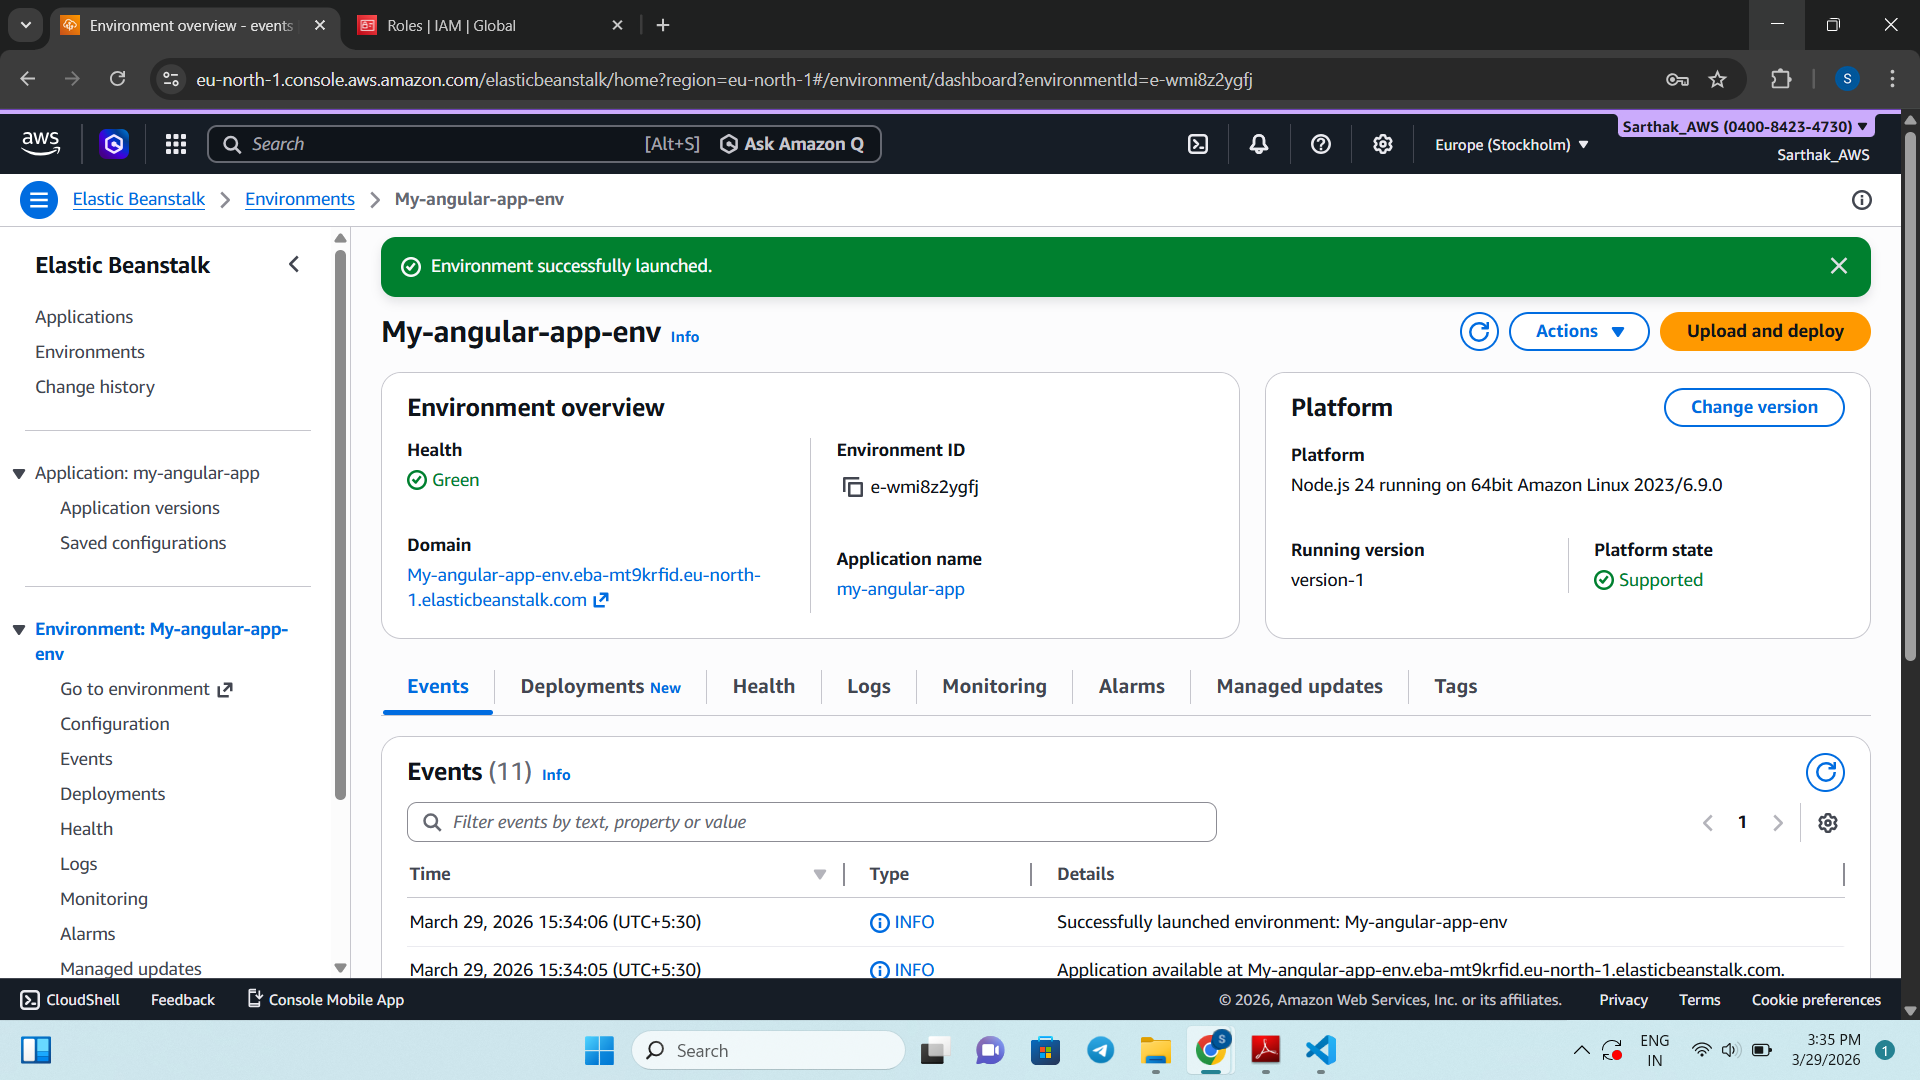 Environment overview - events
Roles | IAM | Global
eu-north-1.console.aws.amazon.com/elasticbeanstalk/home?region=eu-north-1#/environment/dashboard?environmentId=e-wmi8z2ygfj
S
aws
Search
[Alt+S]
Ask Amazon Q
Europe (Stockholm)
Sarthak_AWS (0400-8423-4730)
Sarthak_AWS
Elastic Beanstalk
Environments
My-angular-app-env
Elastic Beanstalk
Applications
Environments
Change history
Application: my-angular-app
Application versions
Saved configurations
Environment: My-angular-app-
env
Go to environment
Configuration
Events
Deployments
Health
Logs
Monitoring
Alarms
Managed updates
Environment successfully launched.
My-angular-app-env Info
Actions
Upload and deploy
Environment overview
Health
Green
Environment ID
e-wmi8z2ygfj
Domain
My-angular-app-env.eba-mt9krfid.eu-north-
1.elasticbeanstalk.com
Application name
my-angular-app
Platform
Change version
Platform
Node.js 24 running on 64bit Amazon Linux 2023/6.9.0
Running version
version-1
Platform state
Supported
Events
Deployments New
Health
Logs
Monitoring
Alarms
Managed updates
Tags
Events (11) Info
Filter events by text, property or value
1
Time
Type
Details
March 29, 2026 15:34:06 (UTC+5:30)
INFO
Successfully launched environment: My-angular-app-env
March 29, 2026 15:34:05 (UTC+5:30)
INFO
Application available at My-angular-app-env.eba-mt9krfid.eu-north-1.elasticbeanstalk.com.
CloudShell
Feedback
Console Mobile App
© 2026, Amazon Web Services, Inc. or its affiliates.
Privacy
Terms
Cookie preferences
Search
S
ENG
IN
3:35 PM
3/29/2026
1